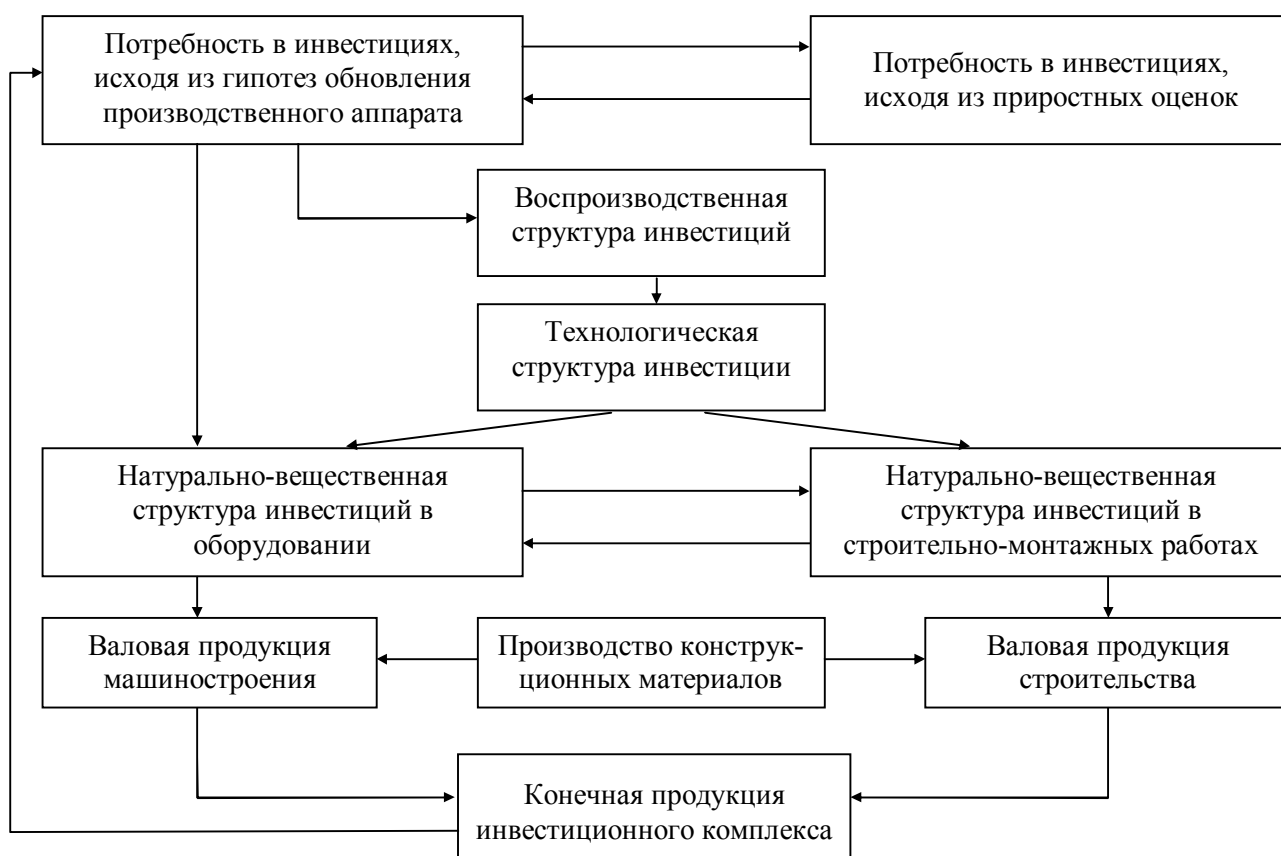 Потребность в инвестициях,
исходя из гипотез обновления
производственного аппарата
Потребность в инвестициях,
исходя из приростных оценок
Воспроизводственная
структура инвестиций
Технологическая
структура инвестиции
Натурально-вещественная
структура инвестиций в
оборудовании
Натурально-вещественная
структура инвестиций в
строительно-монтажных работах
Валовая продукция
машиностроения
Производство конструк-
ционных материалов
Валовая продукция
строительства
Конечная продукция
инвестиционного комплекса